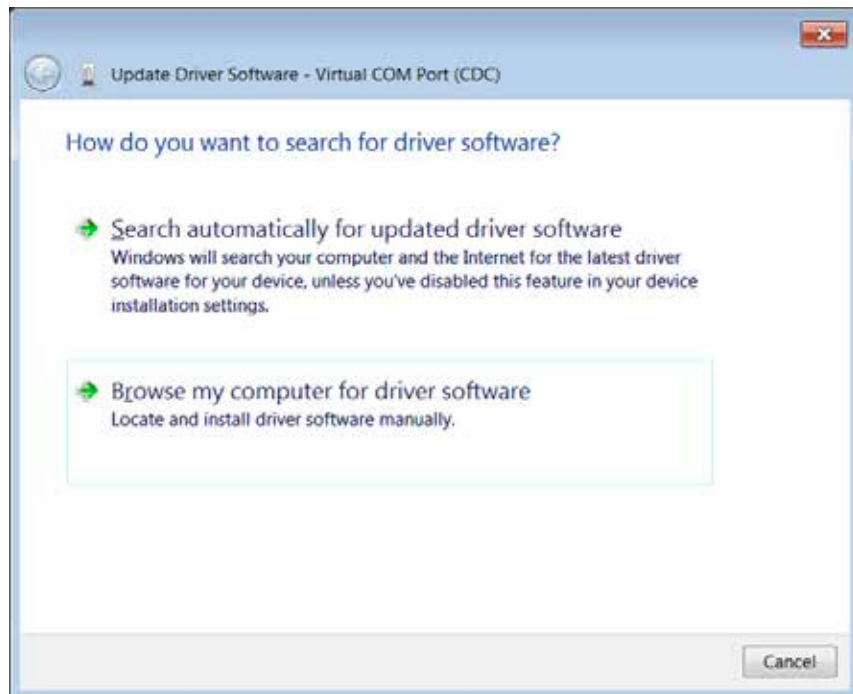 Update Driver Software - Virtual COM Port (CDC)
How do you want to search for driver software?
Search automatically for updated driver software
Windows will search your computer and the Internet for the latest driver
software for your device, unless you've disabled this feature in your device
installation settings.
Browse my computer for driver software
Locate and install driver software manually.
Cancel